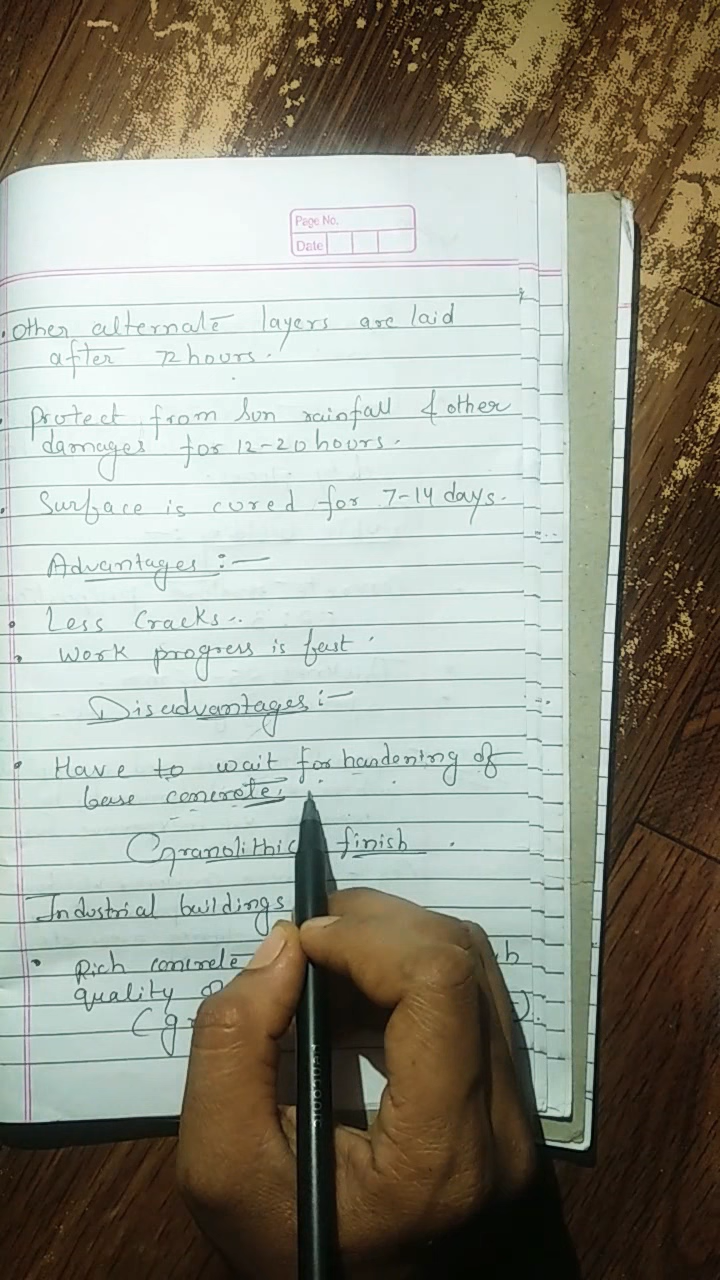 Page No.
Date
• Other alternate layers are laid
after 72 hours.
• Protect from Sun rainfall & other
damages for 12-20 hours.
• Surface is cured for 7-14 days.
Advantages :-
• Less Cracks..
• Work progress is fast.
Disadvantages :-
• Have to wait for hardening of
base concrete.
Granolithic finish .
Industrial buildings
• Rich concrete
quality